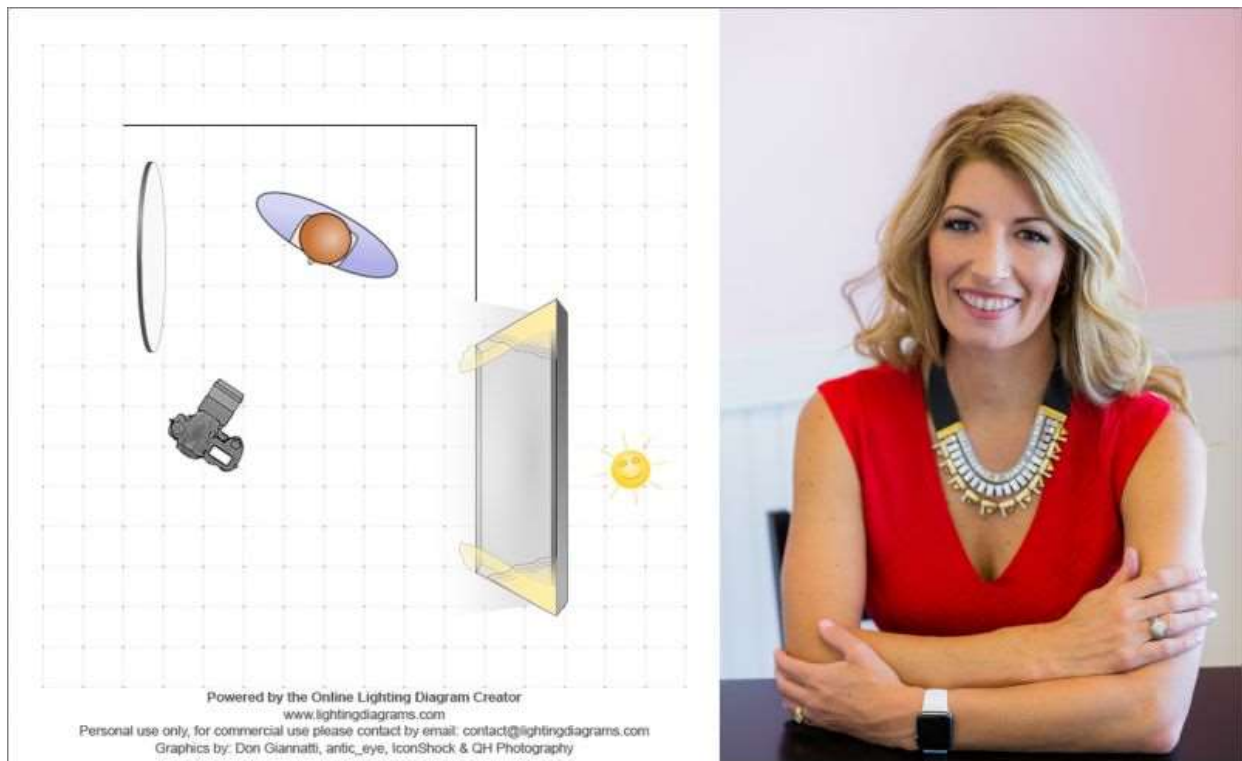 Powered by the Online Lighting Diagram Creator
www.lightingdiagrams.com
Personal use only, for commercial use please contact by email: contact@lightingdiagrams.com
Graphics by: Don Giannatti, antic_eye, IconShock & QH Photography